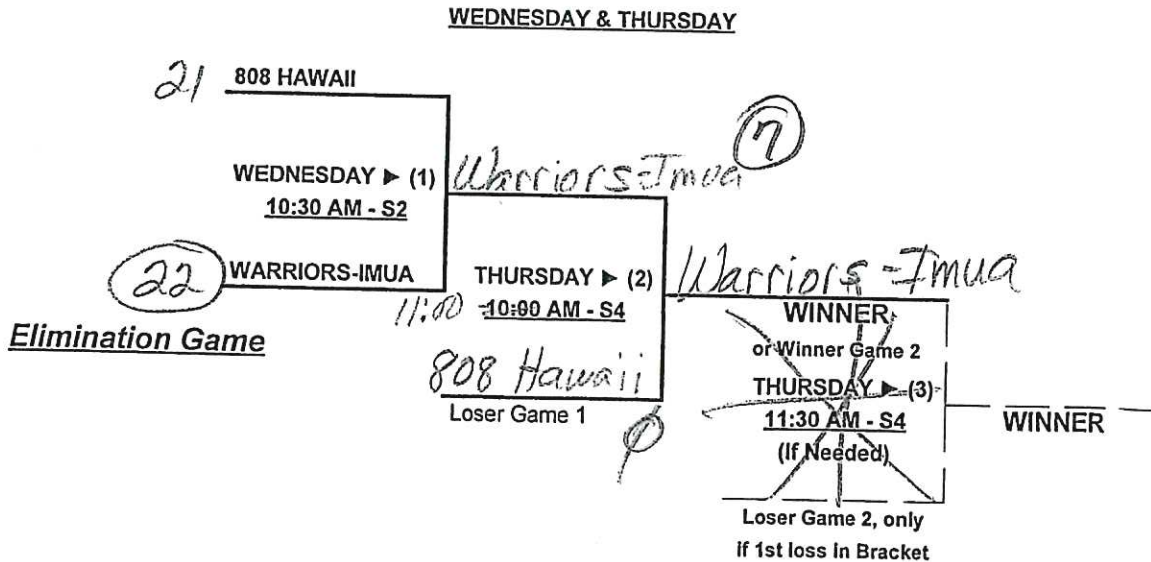 WEDNESDAY & THURSDAY
21 808 HAWAII
7
WEDNESDAY ► (1) Warriors-Imua
10:30 AM - S2
22 WARRIORS-IMUA
THURSDAY ► (2) Warriors-Imua
11:00 10:00 AM - S4
WINNER
Elimination Game
or Winner Game 2
808 Hawaii
THURSDAY ► (3)
Loser Game 1
11:30 AM - S4
WINNER
0
(If Needed)
Loser Game 2, only
if 1st loss in Bracket